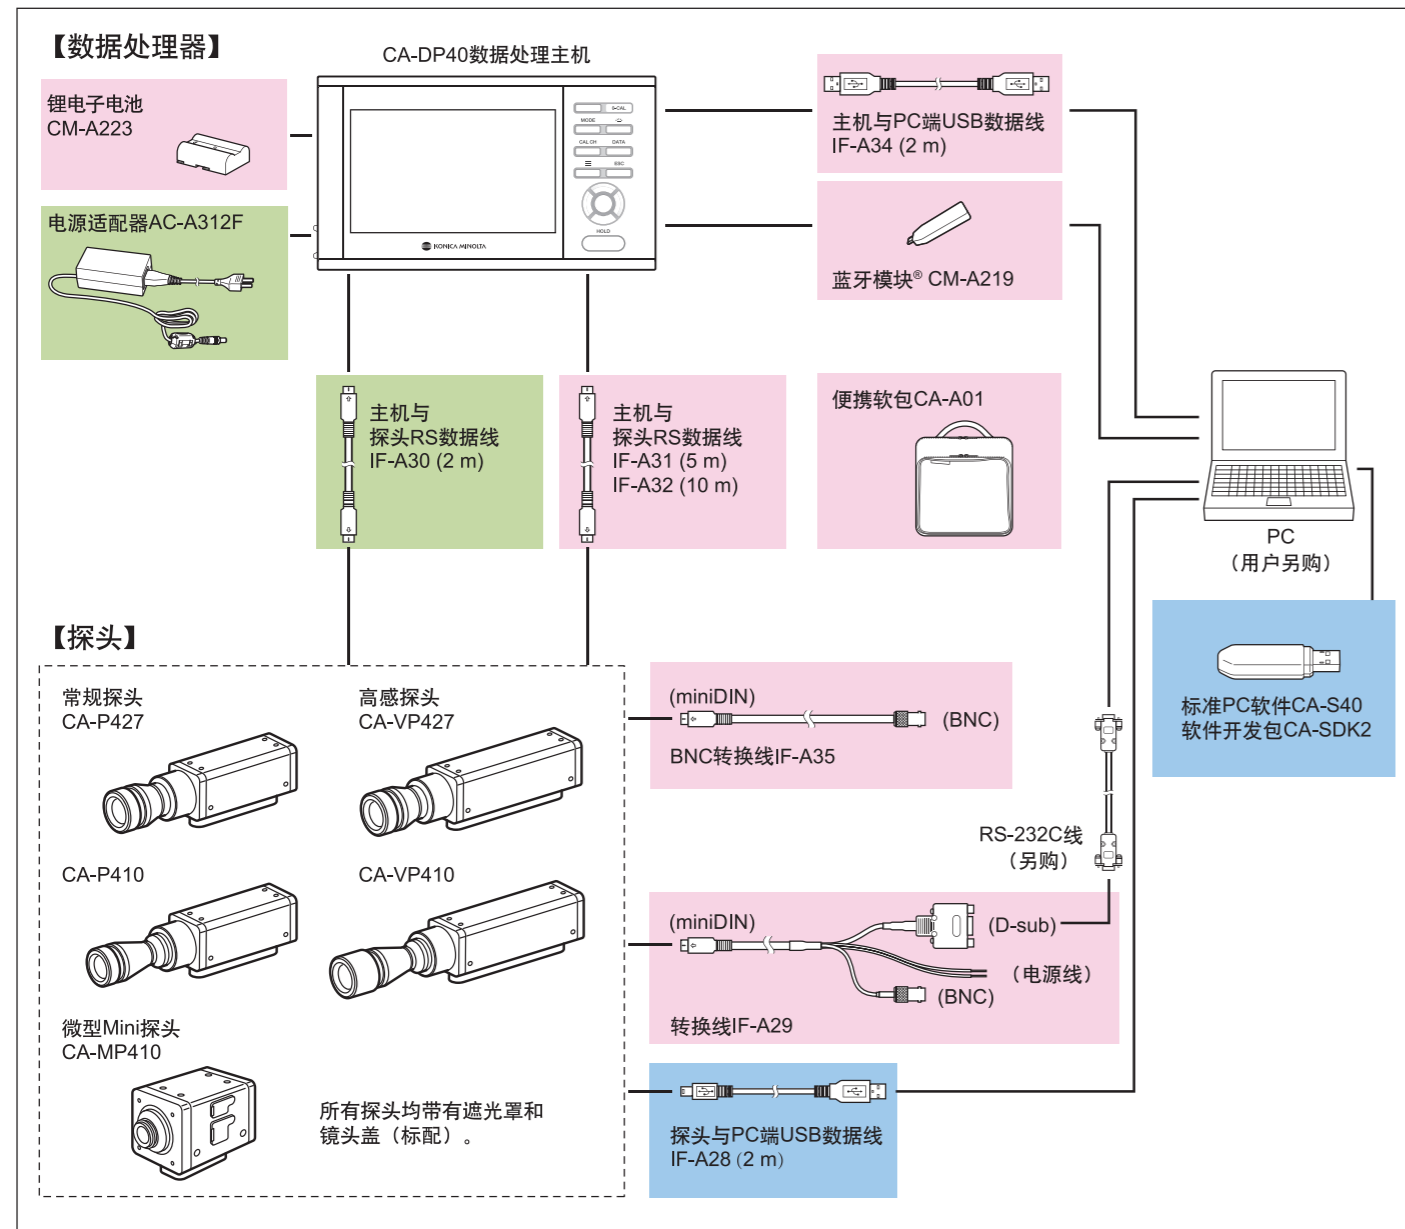 【数据处理器】
CA-DP40数据处理主机
锂电子电池
CM-A223
电源适配器AC-A312F
S-CAL
MODE
CAL CH
DATA
ESC
HOLD
KONICA MINOLTA
主机与PC端USB数据线
IF-A34 (2 m)
蓝牙模块® CM-A219
主机与
探头RS数据线
IF-A30 (2 m)
主机与
探头RS数据线
IF-A31 (5 m)
IF-A32 (10 m)
便携软包CA-A01
PC
（用户另购）
标准PC软件CA-S40
软件开发包CA-SDK2
【探头】
常规探头
CA-P427
高感探头
CA-VP427
CA-P410
CA-VP410
微型Mini探头
CA-MP410
所有探头均带有遮光罩和
镜头盖（标配）。
(miniDIN)
(BNC)
BNC转换线IF-A35
RS-232C线
（另购）
(miniDIN)
(D-sub)
（电源线）
(BNC)
转换线IF-A29
探头与PC端USB数据线
IF-A28 (2 m)